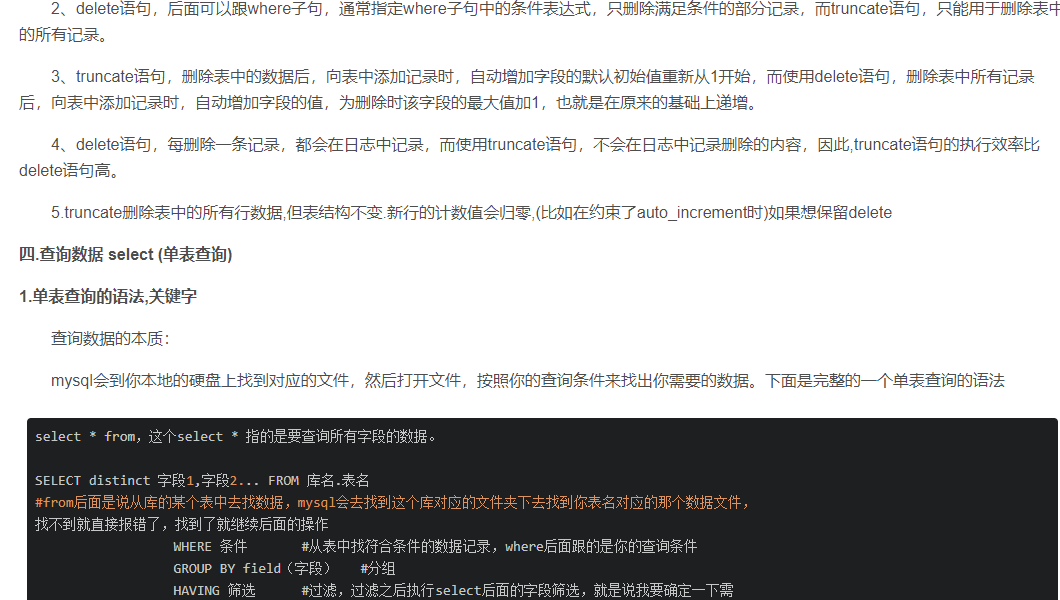 2、delete语句，后面可以跟where子句，通常指定where子句中的条件表达式，只删除满足条件的部分记录，而truncate语句，只能用于删除表中
的所有记录。
3、truncate语句，删除表中的数据后，向表中添加记录时，自动增加字段的默认初始值重新从1开始，而使用delete语句，删除表中所有记录
后，向表中添加记录时，自动增加字段的值，为删除时该字段的最大值加1，也就是在原来的基础上递增。
4、delete语句，每删除一条记录，都会在日志中记录，而使用truncate语句，不会在日志中记录删除的内容，因此,truncate语句的执行效率比
delete语句高。
5.truncate删除表中的所有行数据,但表结构不变.新行的计数值会归零,(比如在约束了auto_increment时)如果想保留delete
四.查询数据 select (单表查询)
1.单表查询的语法,关键字
查询数据的本质：
mysql会到你本地的硬盘上找到对应的文件，然后打开文件，按照你的查询条件来找出你需要的数据。下面是完整的一个单表查询的语法
select * from，这个select * 指的是要查询所有字段的数据。
SELECT distinct 字段1,字段2... FROM 库名.表名
#from后面是说从库的某个表中去找数据，mysql会去找到这个库对应的文件夹下去找到你表名对应的那个数据文件，
找不到就直接报错了，找到了就继续后面的操作
WHERE 条件 #从表中找符合条件的数据记录，where后面跟的是你的查询条件
GROUP BY field（字段） #分组
HAVING 筛选 #过滤，过滤之后执行select后面的字段筛选，就是说我要确定一下需